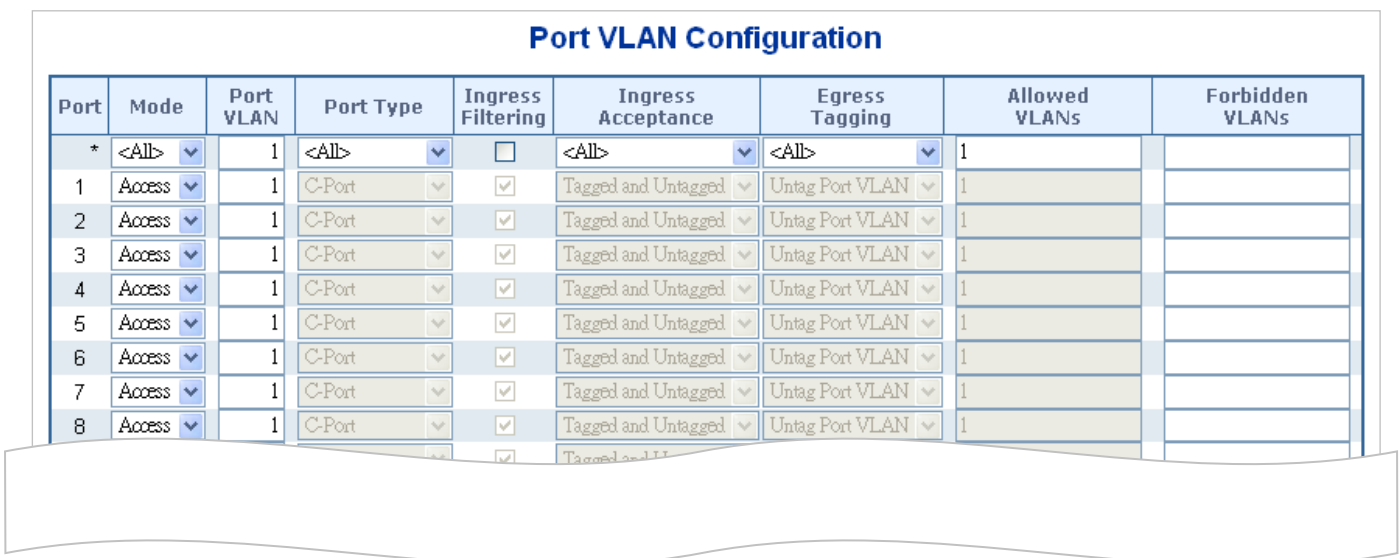 Port VLAN Configuration
Port Mode Port VLAN Port Type Ingress Filtering Ingress Acceptance Egress Tagging Allowed VLANs Forbidden VLANs
* <All> 1 <All> <All> <All> 1
1 Access 1 C-Port Tagged and Untagged Untag Port VLAN 1
2 Access 1 C-Port Tagged and Untagged Untag Port VLAN 1
3 Access 1 C-Port Tagged and Untagged Untag Port VLAN 1
4 Access 1 C-Port Tagged and Untagged Untag Port VLAN 1
5 Access 1 C-Port Tagged and Untagged Untag Port VLAN 1
6 Access 1 C-Port Tagged and Untagged Untag Port VLAN 1
7 Access 1 C-Port Tagged and Untagged Untag Port VLAN 1
8 Access 1 C-Port Tagged and Untagged Untag Port VLAN 1